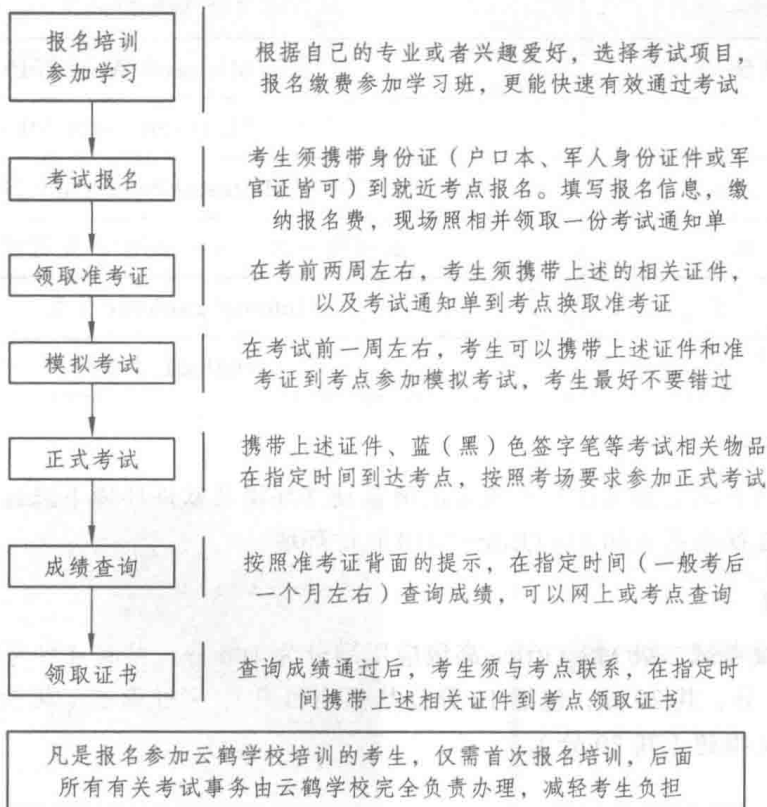 报名培训
参加学习
根据自己的专业或者兴趣爱好，选择考试项目，
报名缴费参加学习班，更能快速有效通过考试
考试报名
考生须携带身份证（户口本、军人身份证件或军
官证皆可）到就近考点报名。填写报名信息，缴
纳报名费，现场照相并领取一份考试通知单
领取准考证
在考前两周左右，考生须携带上述的相关证件，
以及考试通知单到考点换取准考证
模拟考试
在考试前一周左右，考生可以携带上述证件和准
考证到考点参加模拟考试，考生最好不要错过
正式考试
携带上述证件、蓝（黑）色签字笔等考试相关物品
在指定时间到达考点，按照考场要求参加正式考试
成绩查询
按照准考证背面的提示，在指定时间（一般考后
一个月左右）查询成绩，可以网上或考点查询
领取证书
查询成绩通过后，考生须与考点联系，在指定时
间携带上述相关证件到考点领取证书
凡是报名参加云鹤学校培训的考生，仅需首次报名培训，后面
所有有关考试事务由云鹤学校完全负责办理，减轻考生负担